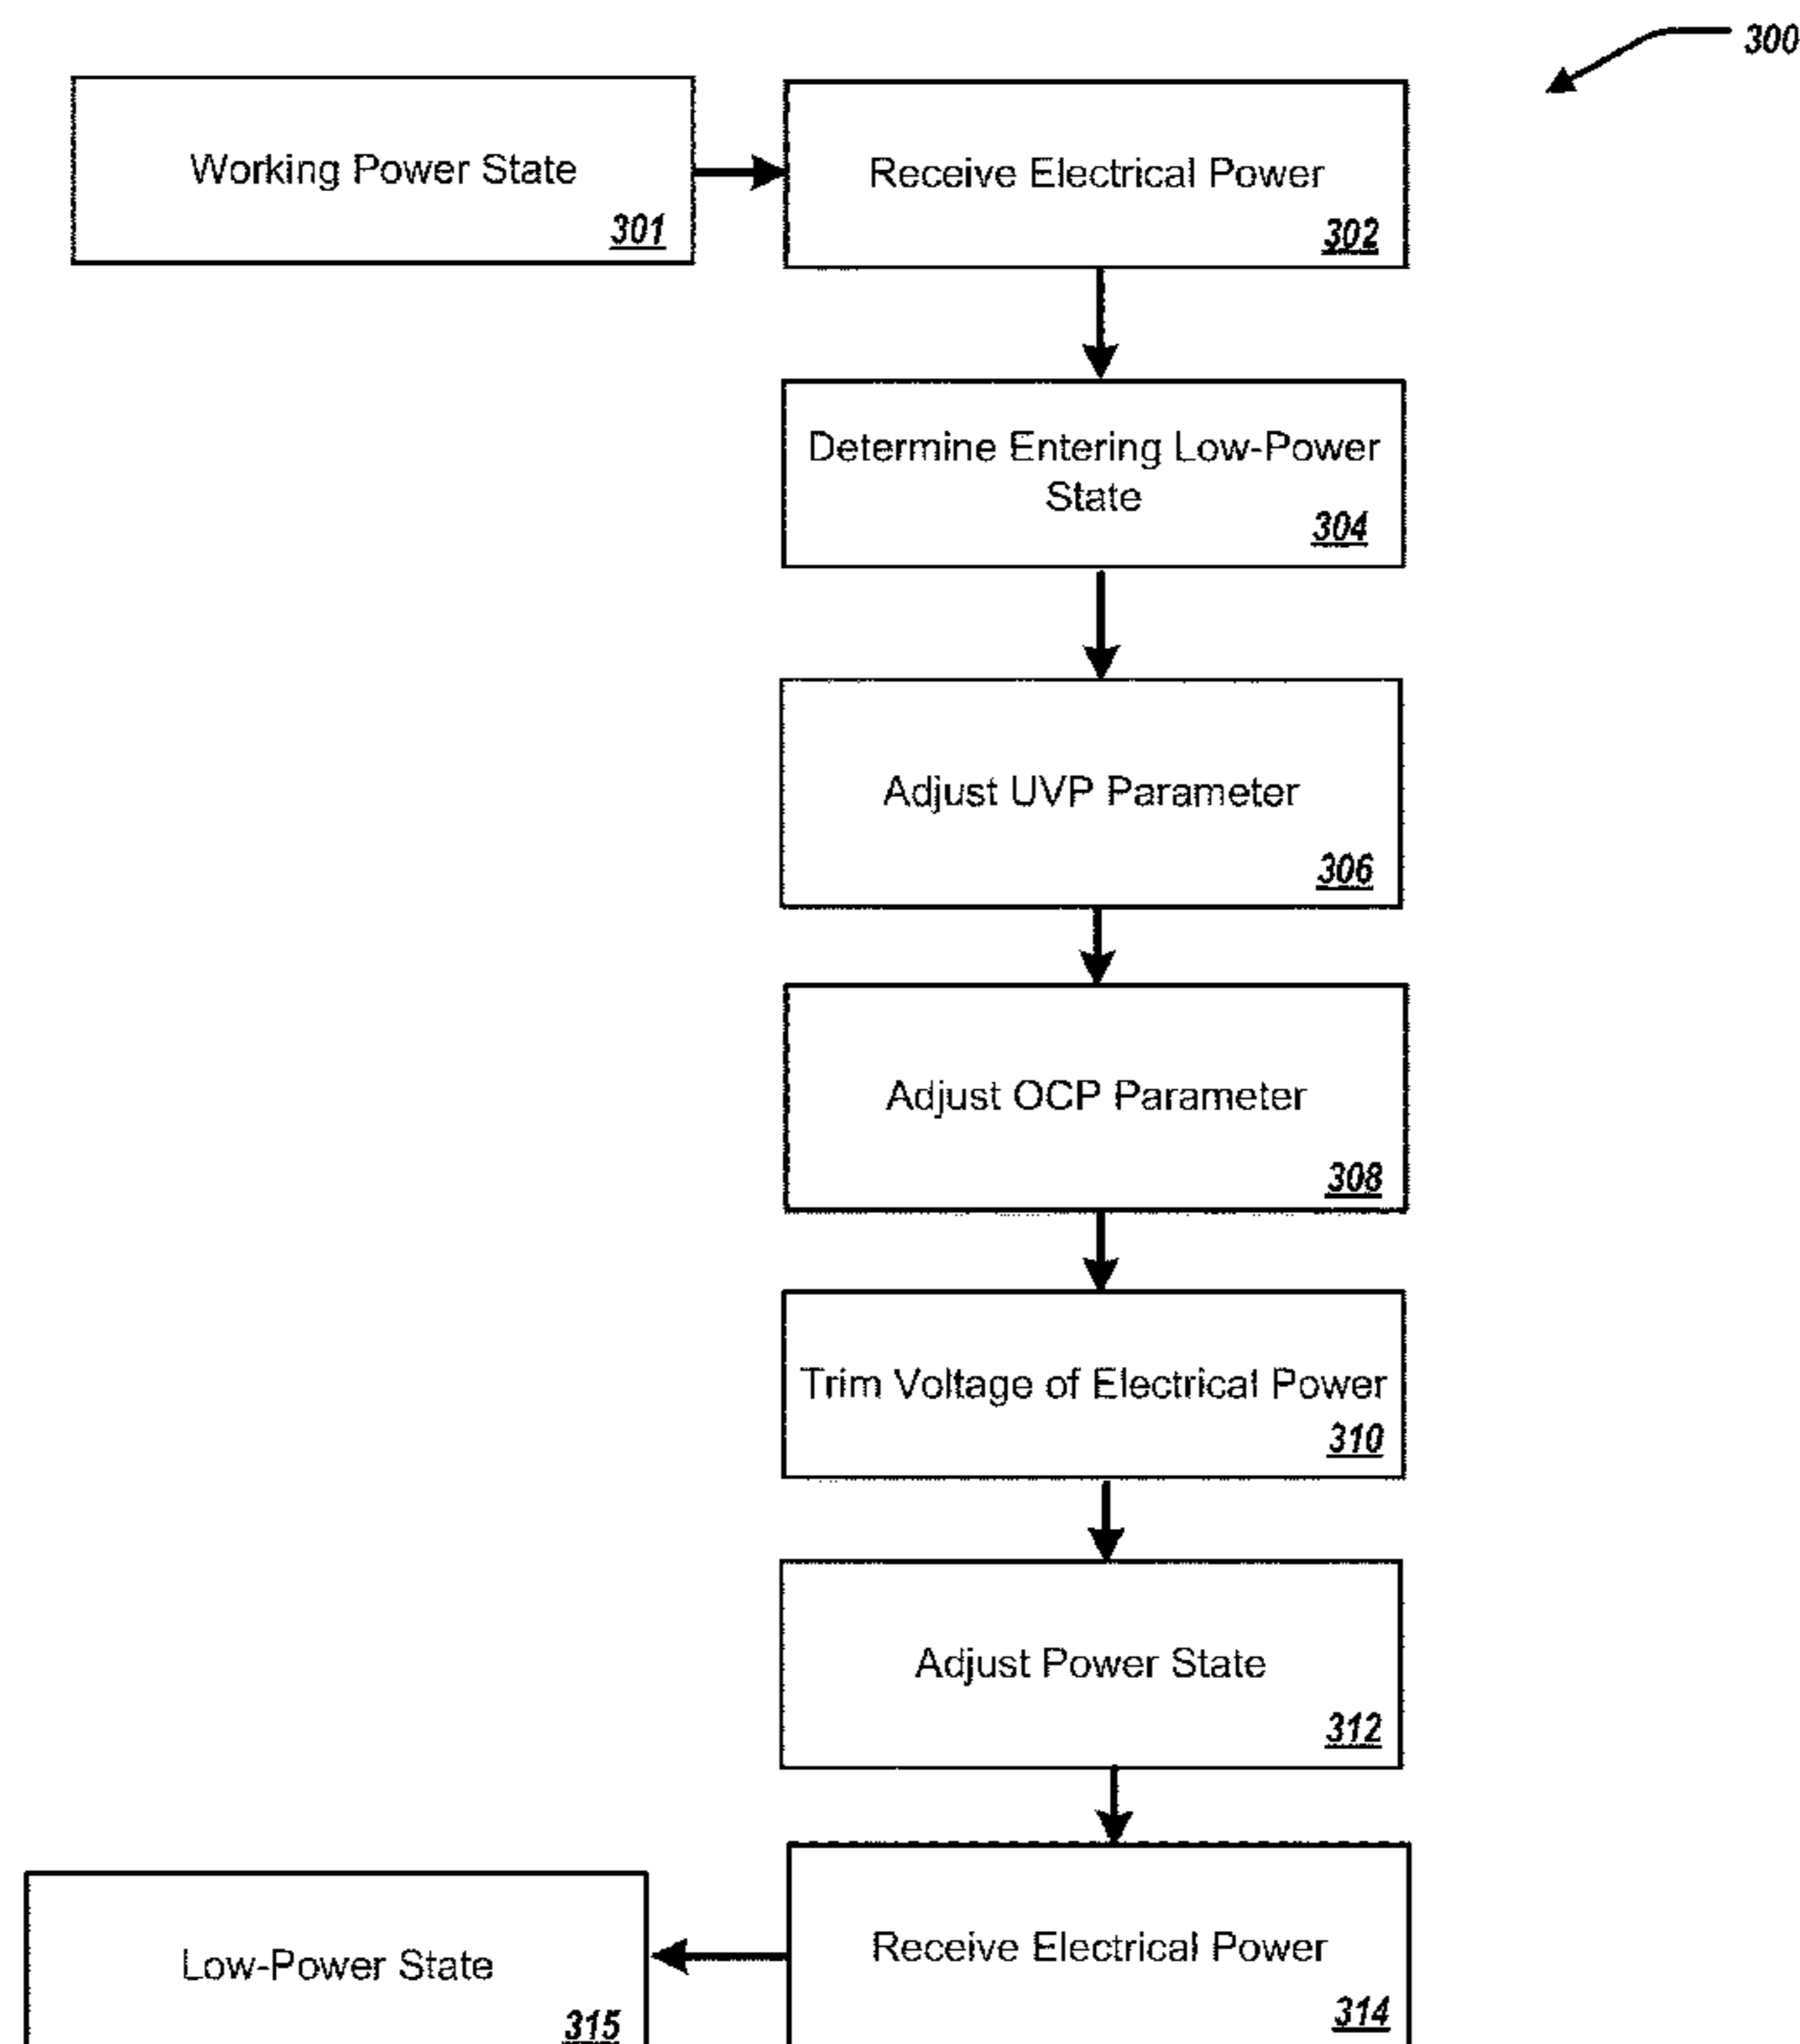 300
Working Power State
301
Receive Electrical Power
302
Determine Entering Low-Power
State
304
Adjust UVP Parameter
306
Adjust OCP Parameter
308
Trim Voltage of Electrical Power
310
Adjust Power State
312
Receive Electrical Power
314
Low-Power State
315